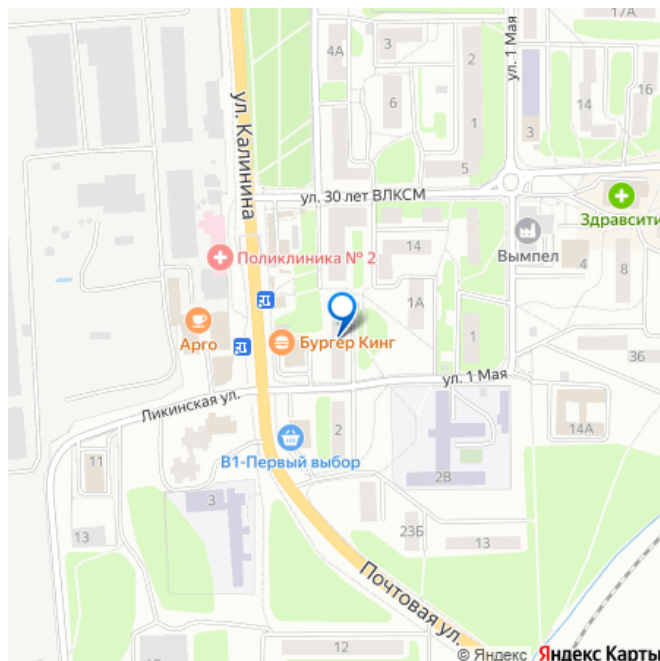 17А
4А
3
2
ул. 1 Мая
14
16
6
ул. Калинина
1
3
5
ул. 30 лет ВЛКСМ
Здравсити
Поликлиника № 2
14
Вымпел
4
8
1А
Арго
Бургер Кинг
1
36
ул. 1 Мая
Ликинская ул.
2
14А
В1-Первый выбор
11
2В
3
13
23Б
13
Почтовая ул.
12
© Яндекс Яндекс Карты